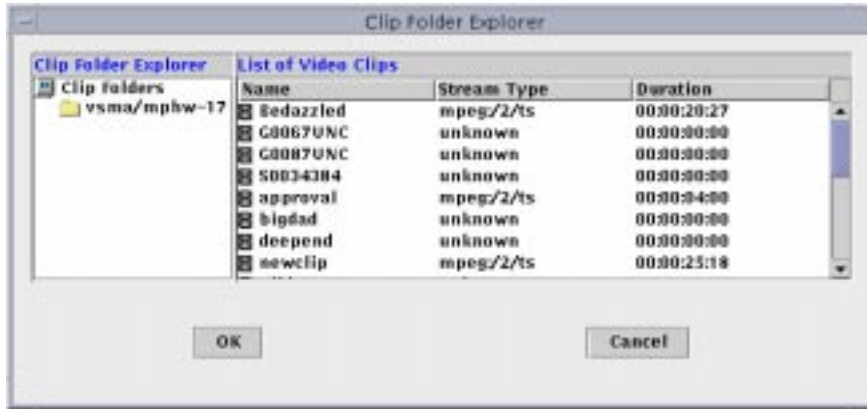 Clip Folder Explorer
Clip Folder Explorer List of Video Clips
Clip folders Name Stream Type Duration
vsma/mphw-17 Bedazzled mpeg/2/ts 00:00:20:27
G0067UNC unknown 00:00:00:00
G0087UNC unknown 00:00:00:00
S0034384 unknown 00:00:00:00
approval mpeg/2/ts 00:00:04:00
bigdad unknown 00:00:00:00
deepend unknown 00:00:00:00
newclip mpeg/2/ts 00:00:25:18
OK Cancel